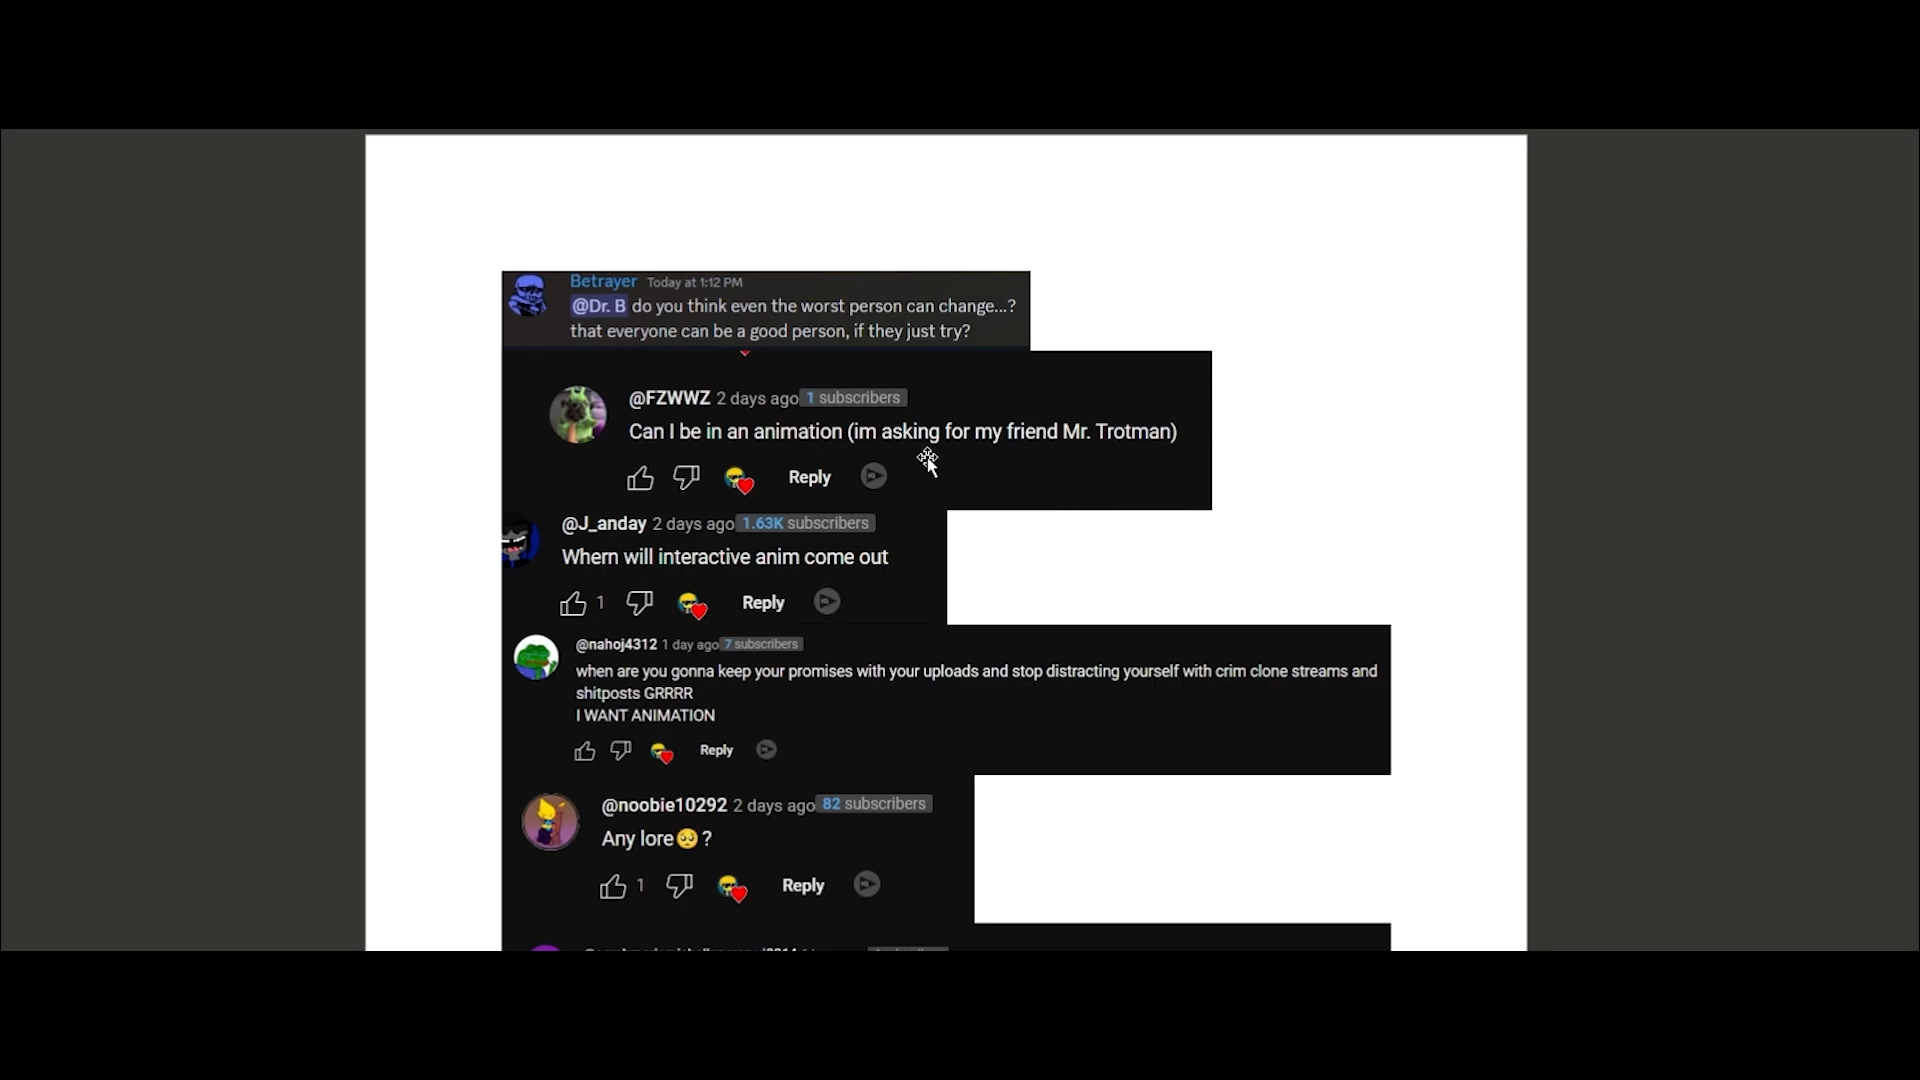 Betrayer Today at 1:12 PM
@Dr. B do you think even the worst person can change...?
that everyone can be a good person, if they just try?
@FZWWZ 2 days ago 1 subscribers
Can I be in an animation (im asking for my friend Mr. Trotman)
Reply
@J_anday 2 days ago 1.63K subscribers
Whern will interactive anim come out
1 Reply
@nahoj4312 1 day ago 7 subscribers
when are you gonna keep your promises with your uploads and stop distracting yourself with crim clone streams and
shitposts GRRRR
I WANT ANIMATION
Reply
@noobie10292 2 days ago 82 subscribers
Any lore🥺?
1 Reply